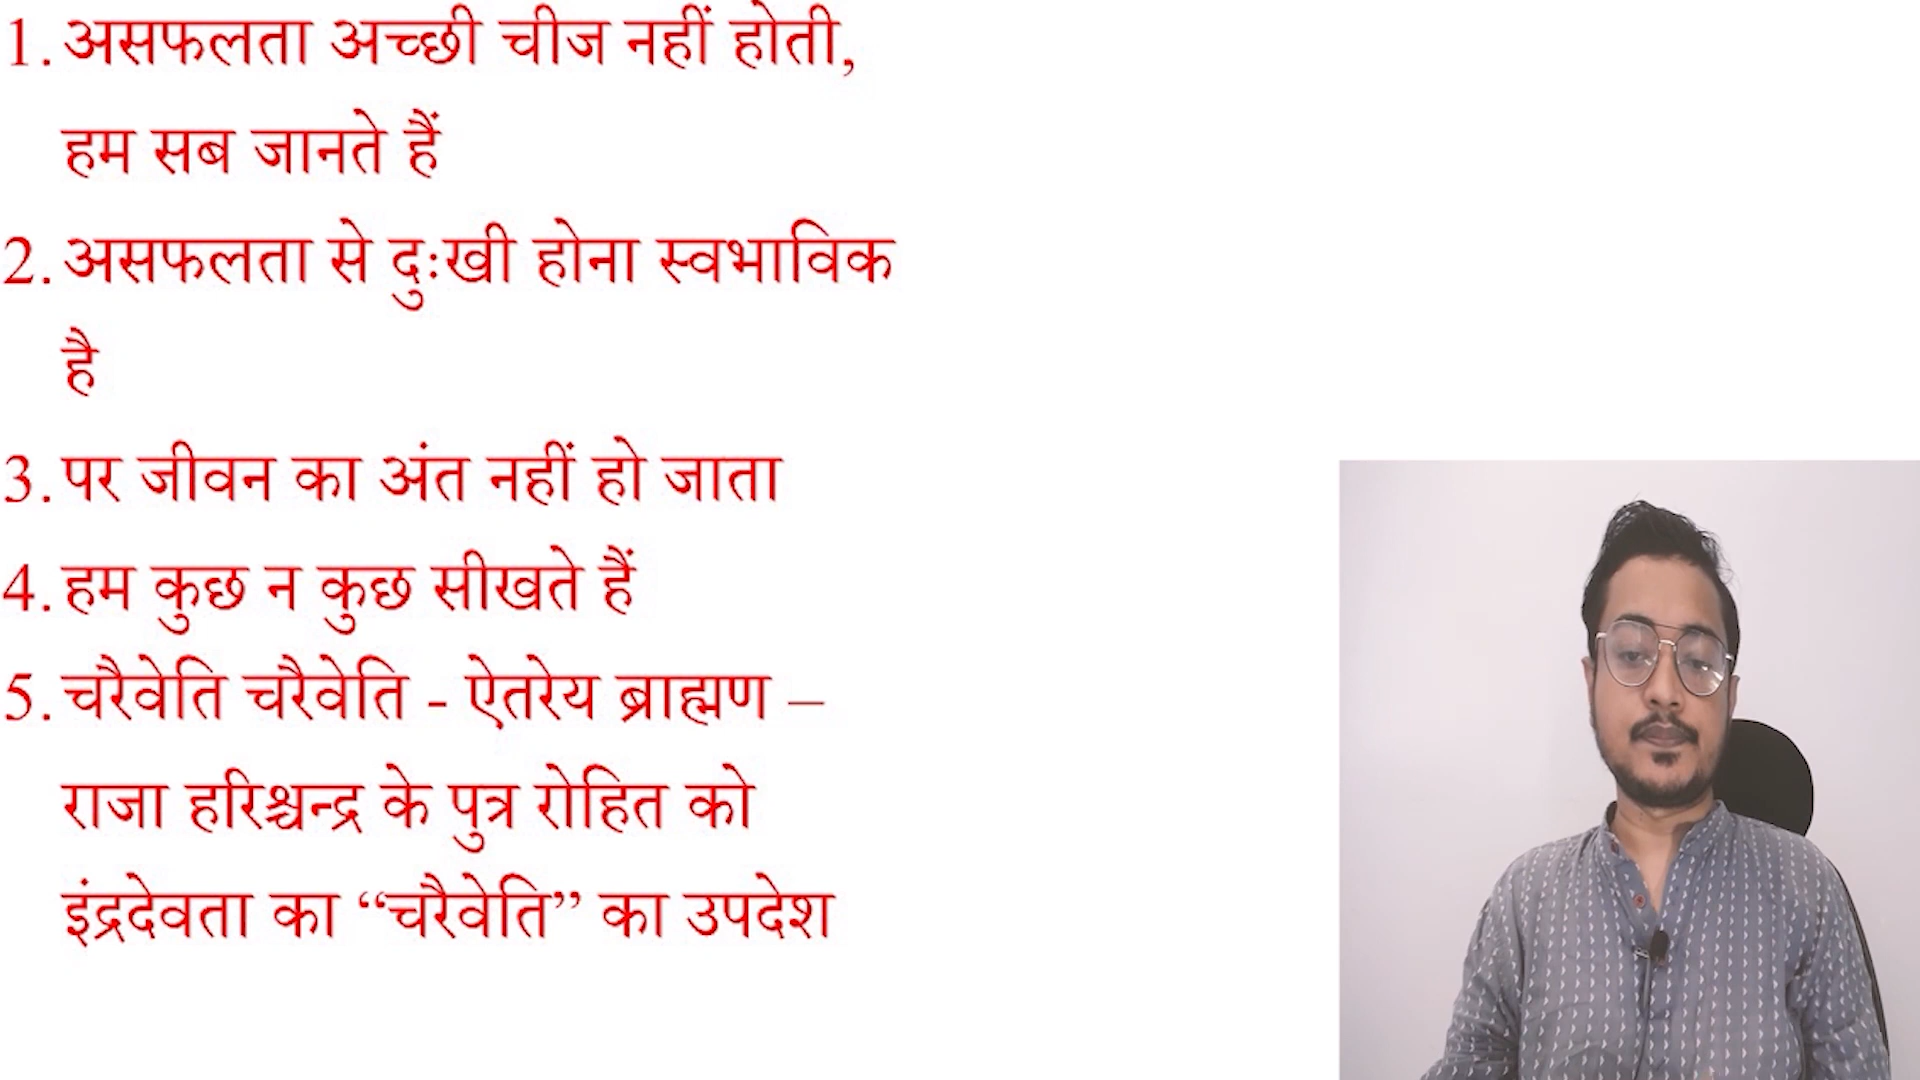 1. असफलता अच्छी चीज नहीं होती,
हम सब जानते हैं
2. असफलता से दुःखी होना स्वभाविक
है
3. पर जीवन का अंत नहीं हो जाता
4. हम कुछ न कुछ सीखते हैं
5. चरैवेति चरैवेति - ऐतरेय ब्राह्मण –
राजा हरिश्चन्द्र के पुत्र रोहित को
इंद्रदेवता का “चरैवेति” का उपदेश